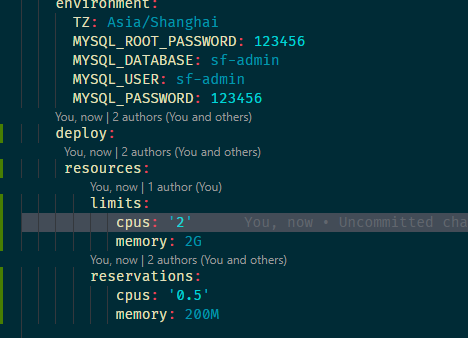 environment:
TZ: Asia/Shanghai
MYSQL_ROOT_PASSWORD: 123456
MYSQL_DATABASE: sf-admin
MYSQL_USER: sf-admin
MYSQL_PASSWORD: 123456
You, now | 2 authors (You and others)
deploy:
You, now | 2 authors (You and others)
resources:
You, now | 1 author (You)
limits:
cpus: '2' You, now • Uncommitted cha
memory: 2G
You, now | 2 authors (You and others)
reservations:
cpus: '0.5'
memory: 200M